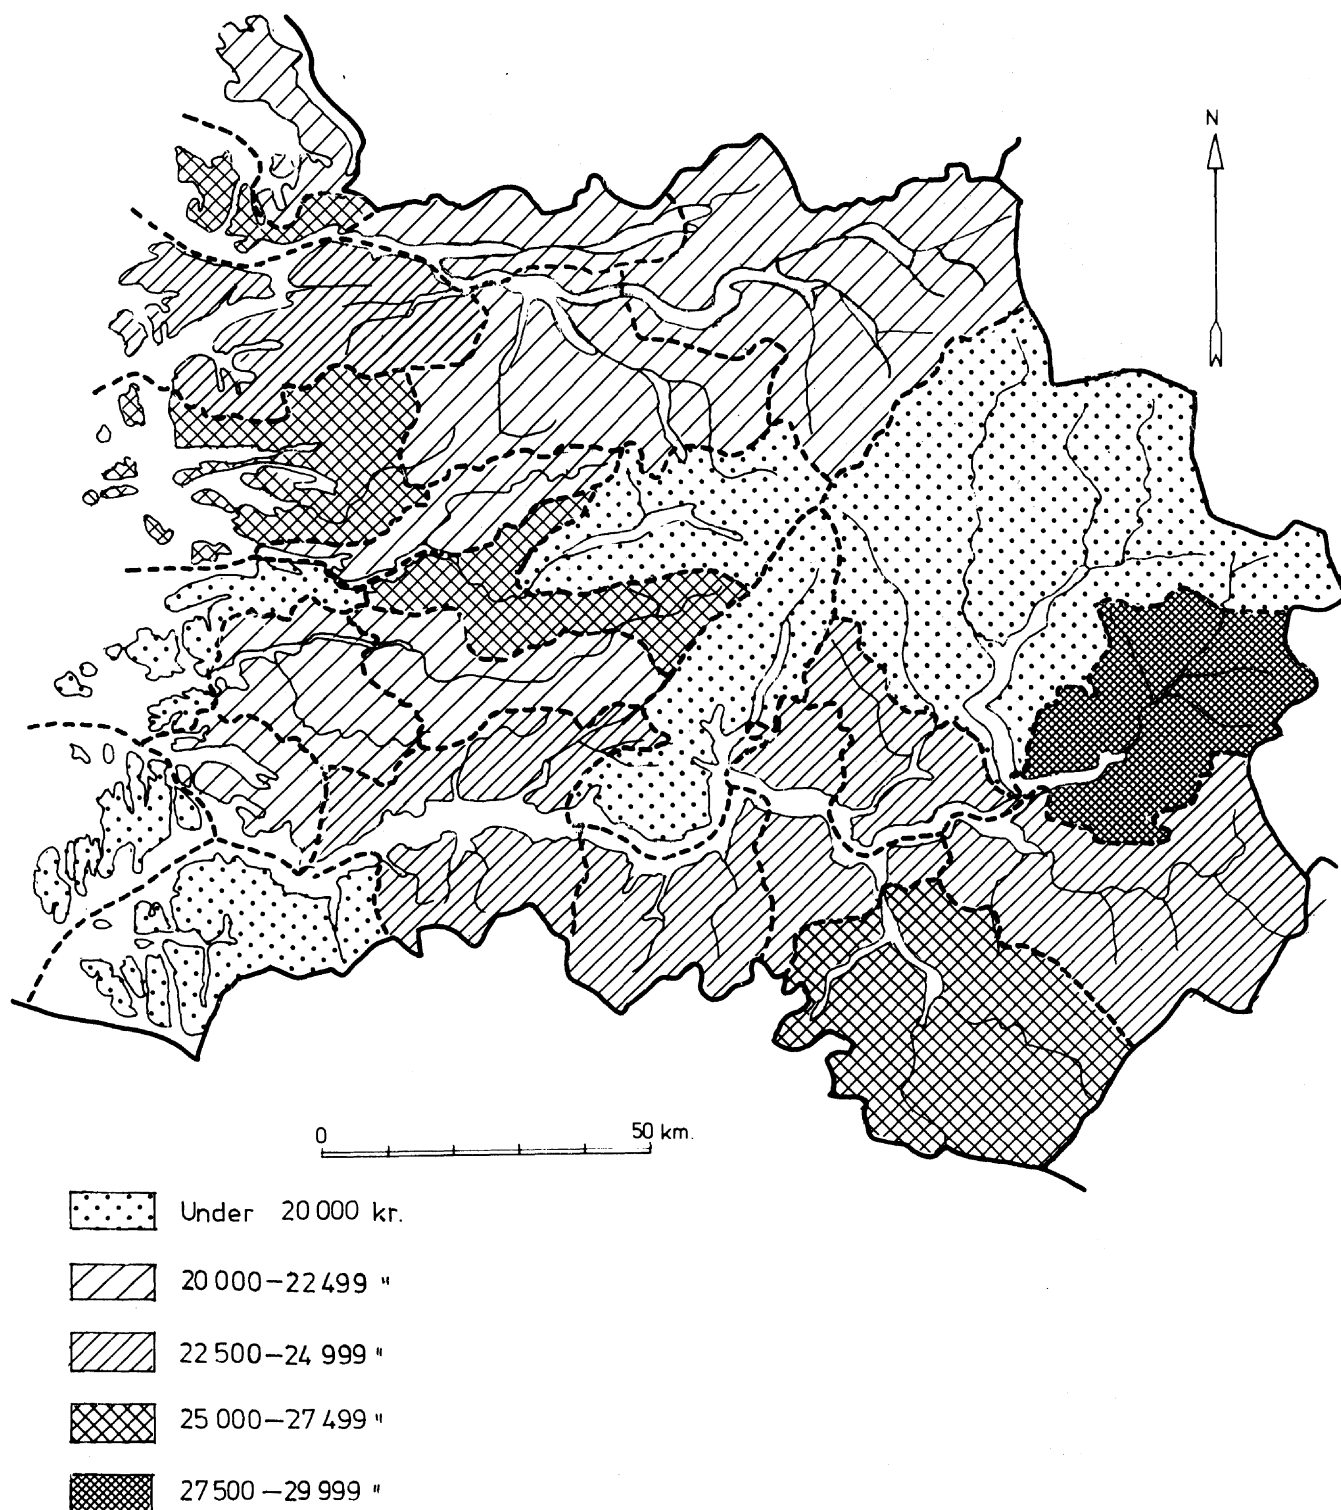 N
0 50 km.
Under 20 000 kr.
20 000–22 499 "
22 500–24 999 "
25 000–27 499 "
27 500–29 999 "